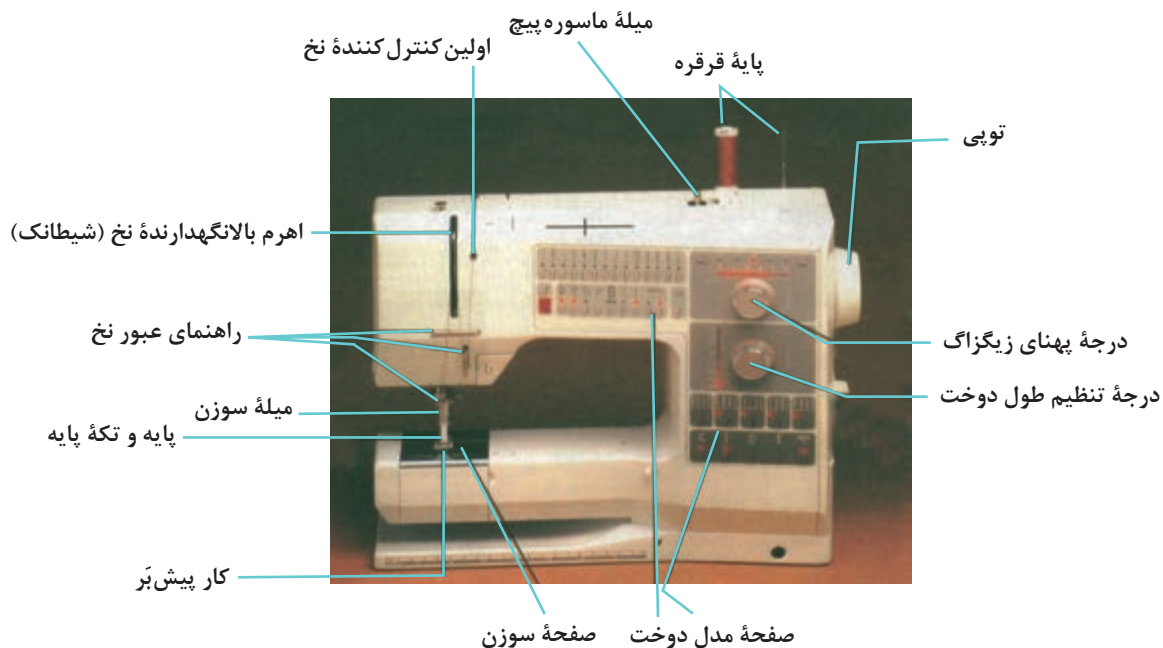 میلهٔ ماسوره‌پیچ
اولین کنترل‌کنندهٔ نخ
پایهٔ قرقره
توپی
اهرم بالانگهدارندهٔ نخ (شیطانک)
راهنمای عبور نخ
درجهٔ پهنای زیگزاگ
درجهٔ تنظیم طول دوخت
میلهٔ سوزن
پایه و تکهٔ پایه
کار پیش‌بَر
صفحهٔ سوزن
صفحهٔ مدل دوخت